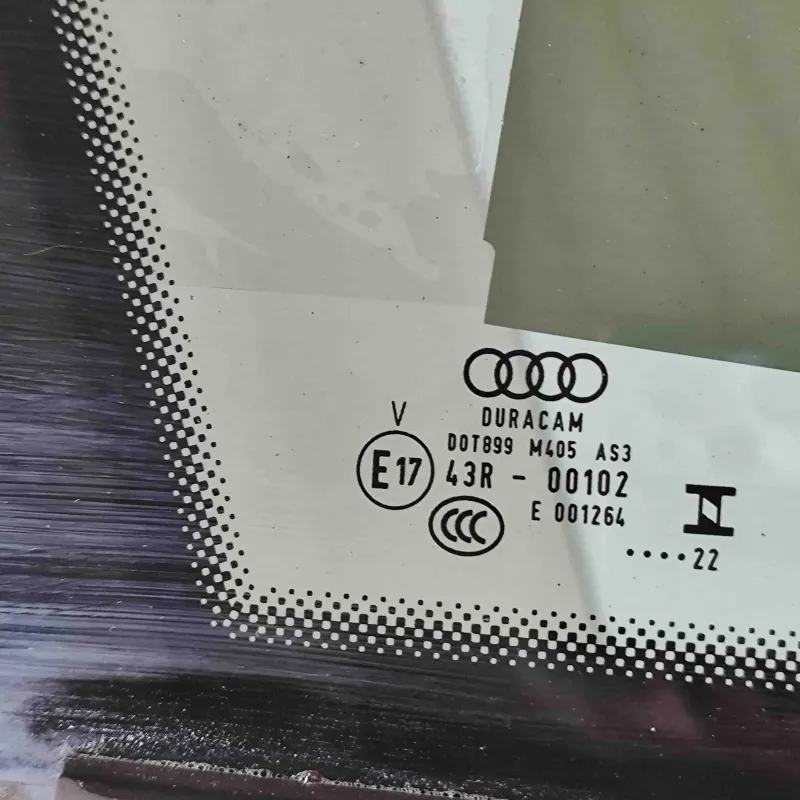 DURACAM
V
DOT899 M405 AS3
E17 43R - 00102
CCC
E 001264
....22